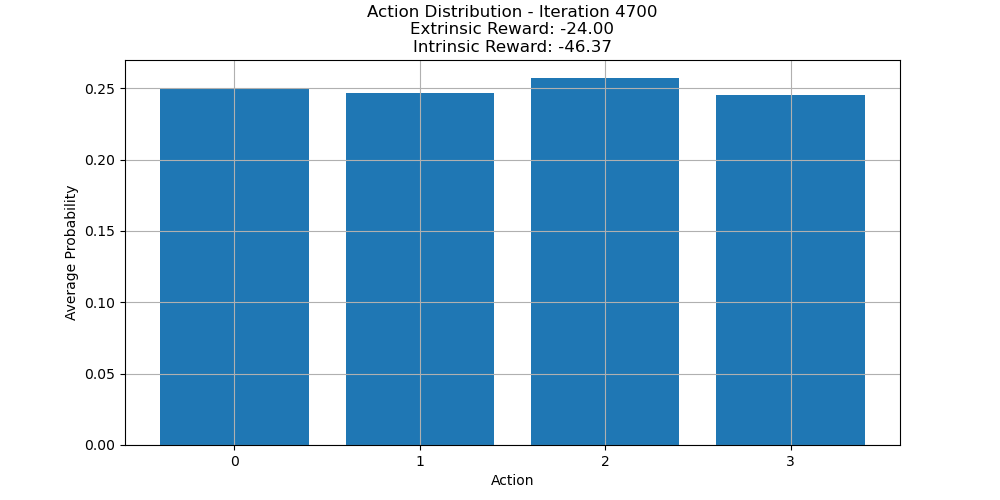 Action Distribution - Iteration 4700
Extrinsic Reward: -24.00
Intrinsic Reward: -46.37
0.25
0.20
0.15
0.10
0.05
0.00
Average Probability
0 1 2 3
Action